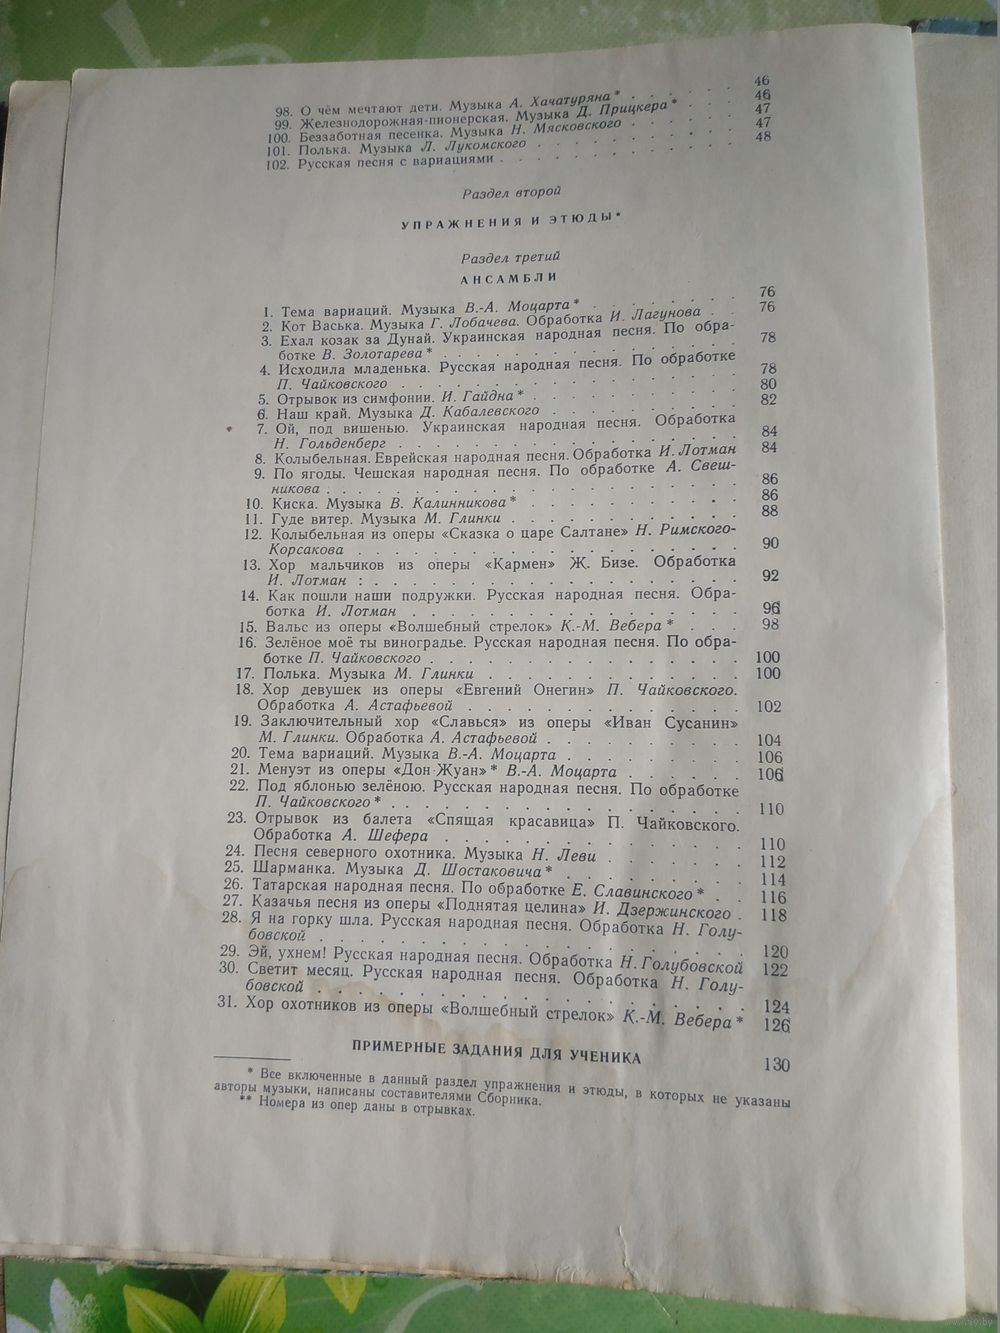 98. О чём мечтают дети. Музыка А. Хачатуряна* . . . . . . 46
99. Железнодорожная-пионерская. Музыка Д. Прицкера* . . . 46
100. Беззаботная песенка. Музыка Н. Мясковского . . . . . . 47
101. Полька. Музыка Л. Лукомского . . . . . . . . . . 47
102. Русская песня с вариациями . . . . . . . . . . . . 48
Раздел второй
УПРАЖНЕНИЯ И ЭТЮДЫ*
Раздел третий
АНСАМБЛИ
1. Тема вариаций. Музыка В.-А. Моцарта* . . . . . . . . 76
2. Кот Васька. Музыка Г. Лобачева. Обработка И. Лагунова . . 76
3. Ехал козак за Дунай. Украинская народная песня. По обра-
ботке В. Золотарева* . . . . . . . . . . . . . . . 78
4. Исходила младенька. Русская народная песня. По обработке
П. Чайковского . . . . . . . . . . . . . . . . . 78
5. Отрывок из симфонии. И. Гайдна* . . . . . . . . . . 80
6. Наш край. Музыка Д. Кабалевского . . . . . . . . . 82
7. Ой, под вишенью. Украинская народная песня. Обработка
Н. Гольденберг . . . . . . . . . . . . . . . . . 84
8. Колыбельная. Еврейская народная песня. Обработка И. Лотман 84
9. По ягоды. Чешская народная песня. По обработке А. Свеш-
никова . . . . . . . . . . . . . . . . . . . . . 86
10. Киска. Музыка В. Калинникова* . . . . . . . . . . 86
11. Гуде витер. Музыка М. Глинки . . . . . . . . . . . 88
12. Колыбельная из оперы «Сказка о царе Салтане» Н. Римского-
Корсакова . . . . . . . . . . . . . . . . . . . 90
13. Хор мальчиков из оперы «Кармен» Ж. Бизе. Обработка
И. Лотман : . . . . . . . . . . . . . . . . . . . 92
14. Как пошли наши подружки. Русская народная песня. Обра-
ботка И. Лотман . . . . . . . . . . . . . . . . . 96
15. Вальс из оперы «Волшебный стрелок» К.-М. Вебера* . . . 98
16. Зелёное моё ты виноградье. Русская народная песня. По обра-
ботке П. Чайковского . . . . . . . . . . . . . . . 100
17. Полька. Музыка М. Глинки . . . . . . . . . . . . . 100
18. Хор девушек из оперы «Евгений Онегин» П. Чайковского.
Обработка А. Астафьевой . . . . . . . . . . . . . 102
19. Заключительный хор «Славься» из оперы «Иван Сусанин»
М. Глинки. Обработка А. Астафьевой . . . . . . . . . 104
20. Тема вариаций. Музыка В.-А. Моцарта . . . . . . . . 106
21. Менуэт из оперы «Дон Жуан»* В.-А. Моцарта . . . . . . 106
22. Под яблонью зелёною. Русская народная песня. По обработке
П. Чайковского* . . . . . . . . . . . . . . . . . 110
23. Отрывок из балета «Спящая красавица» П. Чайковского.
Обработка А. Шефера . . . . . . . . . . . . . . . 110
24. Песня северного охотника. Музыка Н. Леви . . . . . . . 112
25. Шарманка. Музыка Д. Шостаковича* . . . . . . . . . 114
26. Татарская народная песня. По обработке Е. Славинского* . . 116
27. Казачья песня из оперы «Поднятая целина» И. Дзержинского . 118
28. Я на горку шла. Русская народная песня. Обработка Н. Голу-
бовской . . . . . . . . . . . . . . . . . . . . . 120
29. Эй, ухнем! Русская народная песня. Обработка Н. Голубовской 122
30. Светит месяц. Русская народная песня. Обработка Н. Голу-
бовской . . . . . . . . . . . . . . . . . . . . . 124
31. Хор охотников из оперы «Волшебный стрелок» К.-М. Вебера* 126
ПРИМЕРНЫЕ ЗАДАНИЯ ДЛЯ УЧЕНИКА 130
* Все включенные в данный раздел упражнения и этюды, в которых не указаны
авторы музыки, написаны составителями Сборника.
** Номера из опер даны в отрывках.
www.ay.by